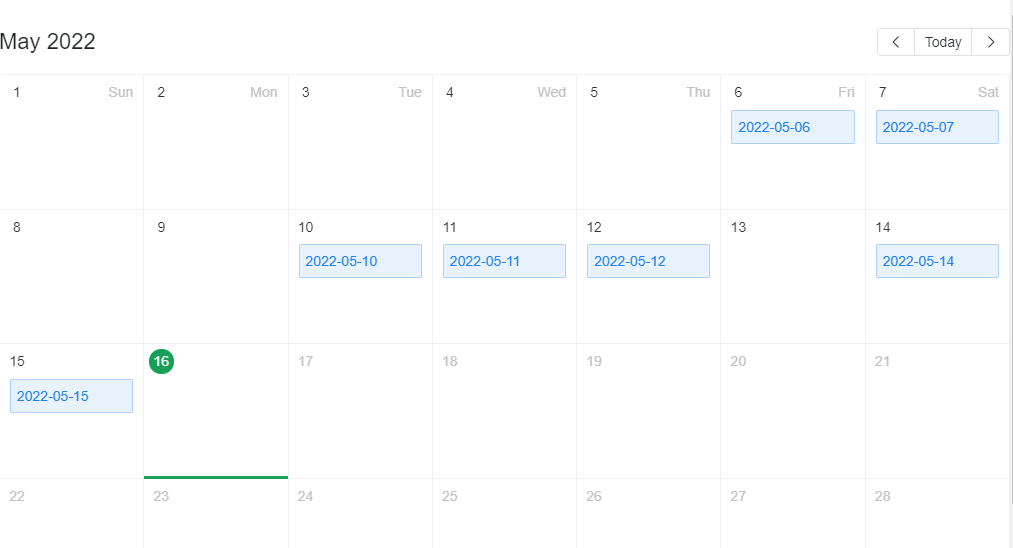 May 2022
Today
1 Sun 2 Mon 3 Tue 4 Wed 5 Thu 6 Fri 7 Sat
2022-05-06 2022-05-07
8 9 10 11 12 13 14
2022-05-10 2022-05-11 2022-05-12 2022-05-14
15 16 17 18 19 20 21
2022-05-15
22 23 24 25 26 27 28